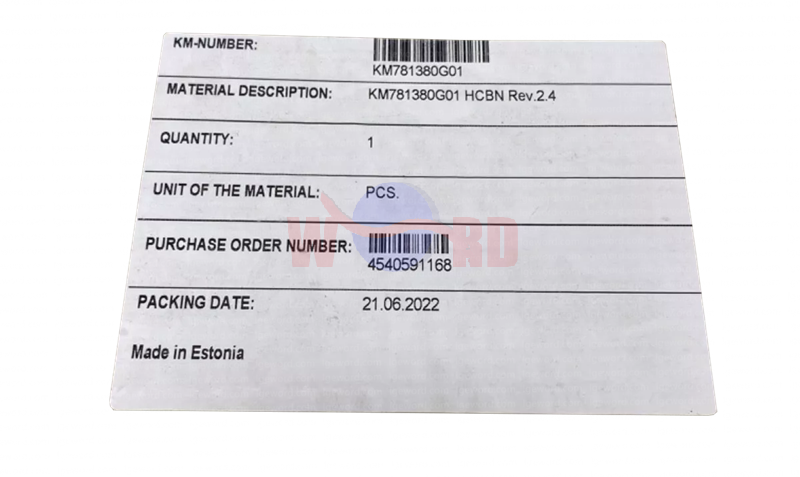 KM-NUMBER:
KM781380G01
MATERIAL DESCRIPTION: KM781380G01 HCBN Rev.2.4
QUANTITY: 1
UNIT OF THE MATERIAL: PCS.
W RD
PURCHASE ORDER NUMBER:
4540591168
PACKING DATE: 21.06.2022
Made in Estonia